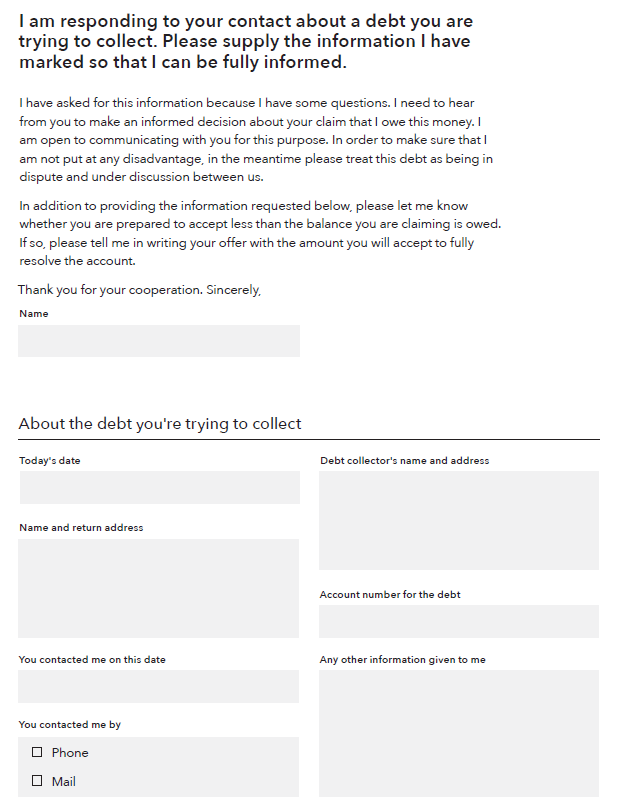 I am responding to your contact about a debt you are
trying to collect. Please supply the information I have
marked so that I can be fully informed.
I have asked for this information because I have some questions. I need to hear
from you to make an informed decision about your claim that I owe this money. I
am open to communicating with you for this purpose. In order to make sure that I
am not put at any disadvantage, in the meantime please treat this debt as being in
dispute and under discussion between us.
In addition to providing the information requested below, please let me know
whether you are prepared to accept less than the balance you are claiming is owed.
If so, please tell me in writing your offer with the amount you will accept to fully
resolve the account.
Thank you for your cooperation. Sincerely,
Name
About the debt you're trying to collect
Today's date
Name and return address
You contacted me on this date
You contacted me by
Phone
Mail
Debt collector's name and address
Account number for the debt
Any other information given to me